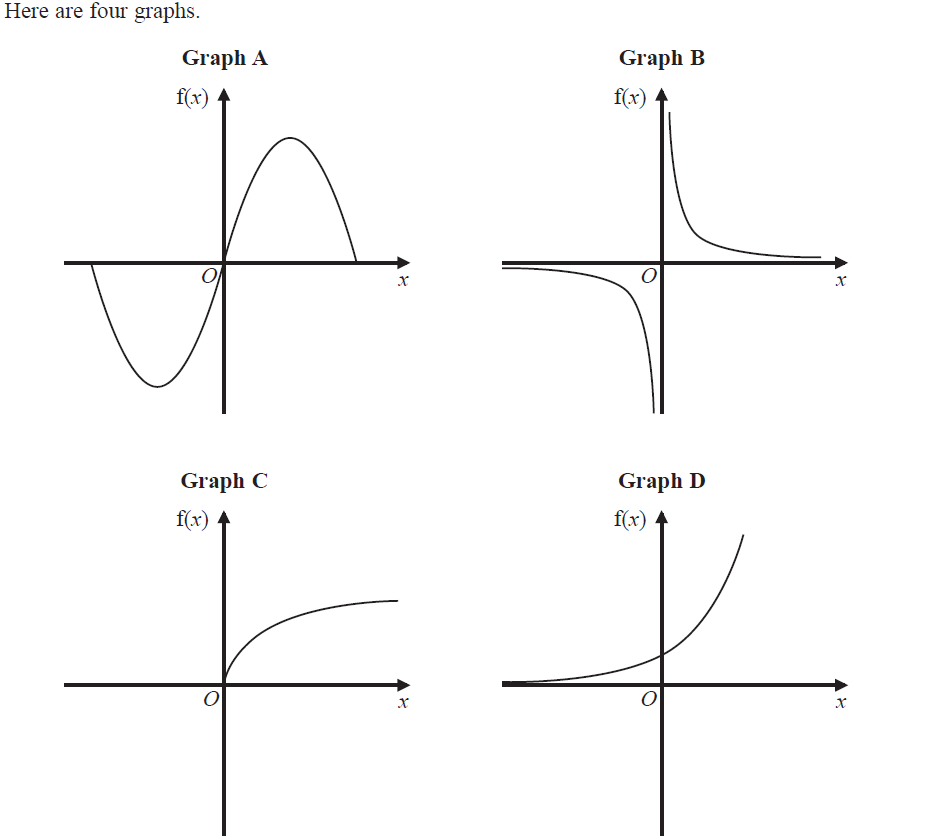 Here are four graphs.
Graph A
Graph B
f(x)
f(x)
O
x
O
x
Graph C
Graph D
f(x)
f(x)
O
x
O
x